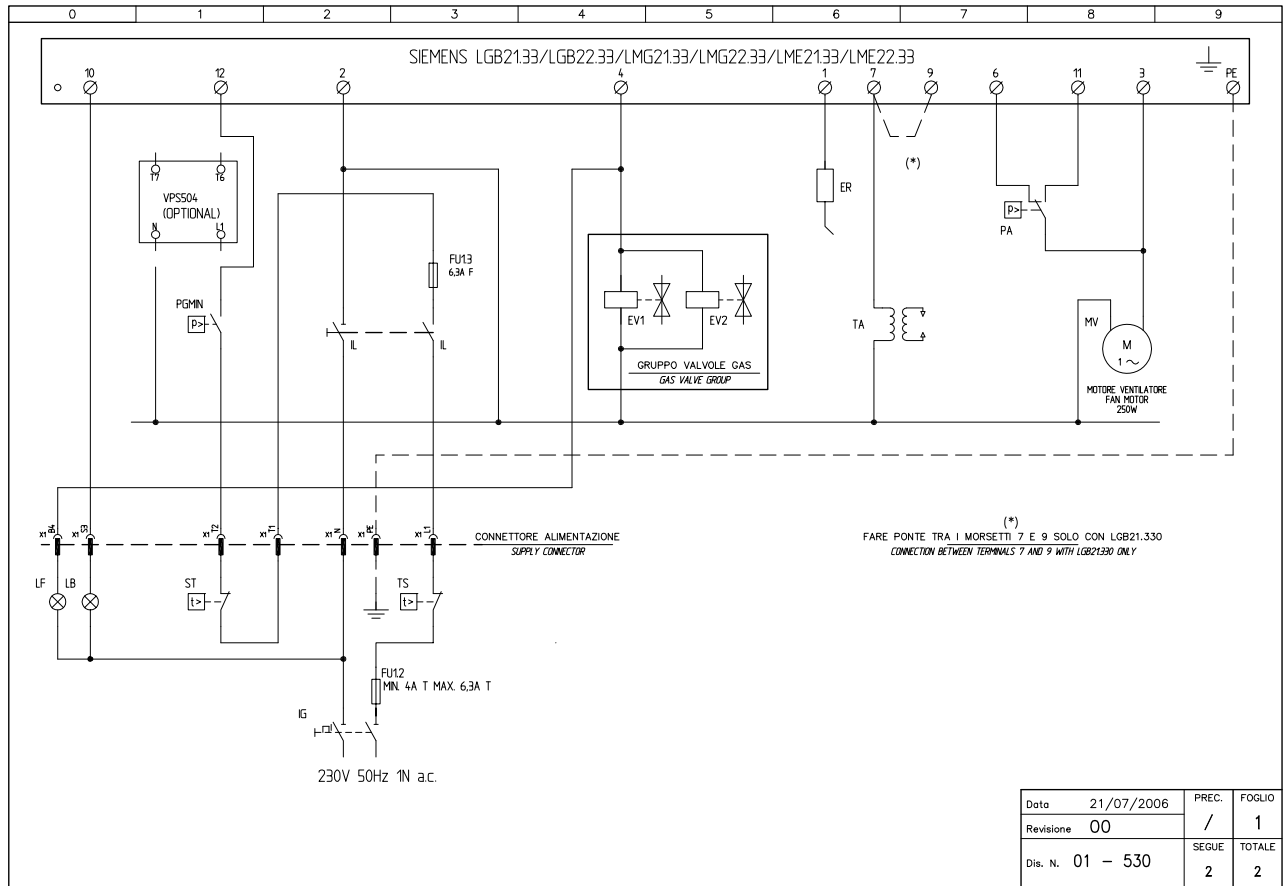 0 1 2 3 4 5 6 7 8 9
SIEMENS LGB21.33/LGB22.33/LMG21.33/LMG22.33/LME21.33/LME22.33
10 12 2 4 1 7 9 6 11 3 PE
(*)
T7 T6
VPS504
(OPTIONAL)
N L1
ER
P>
PA
FU1.3
6,3A F
PGMIN
P>
IL IL
EV1 EV2
GRUPPO VALVOLE GAS
GAS VALVE GROUP
TA
MV
M
1 ~
MOTORE VENTILATORE
FAN MOTOR
250W
X1 B4 X1 S3 X1 T2 X1 T1 X1 N X1 PE X1 L1
CONNETTORE ALIMENTAZIONE
SUPPLY CONNECTOR
(*)
FARE PONTE TRA I MORSETTI 7 E 9 SOLO CON LGB21.330
CONNECTION BETWEEN TERMINALS 7 AND 9 WITH LGB21330 ONLY
LF LB ST TS
t> t>
FU1.2
MIN. 4A T MAX. 6,3A T
IG
230V 50Hz 1N a.c.
Data 21/07/2006 PREC. FOGLIO
Revisione 00 / 1
Dis. N. 01 - 530 SEGUE TOTALE
2 2